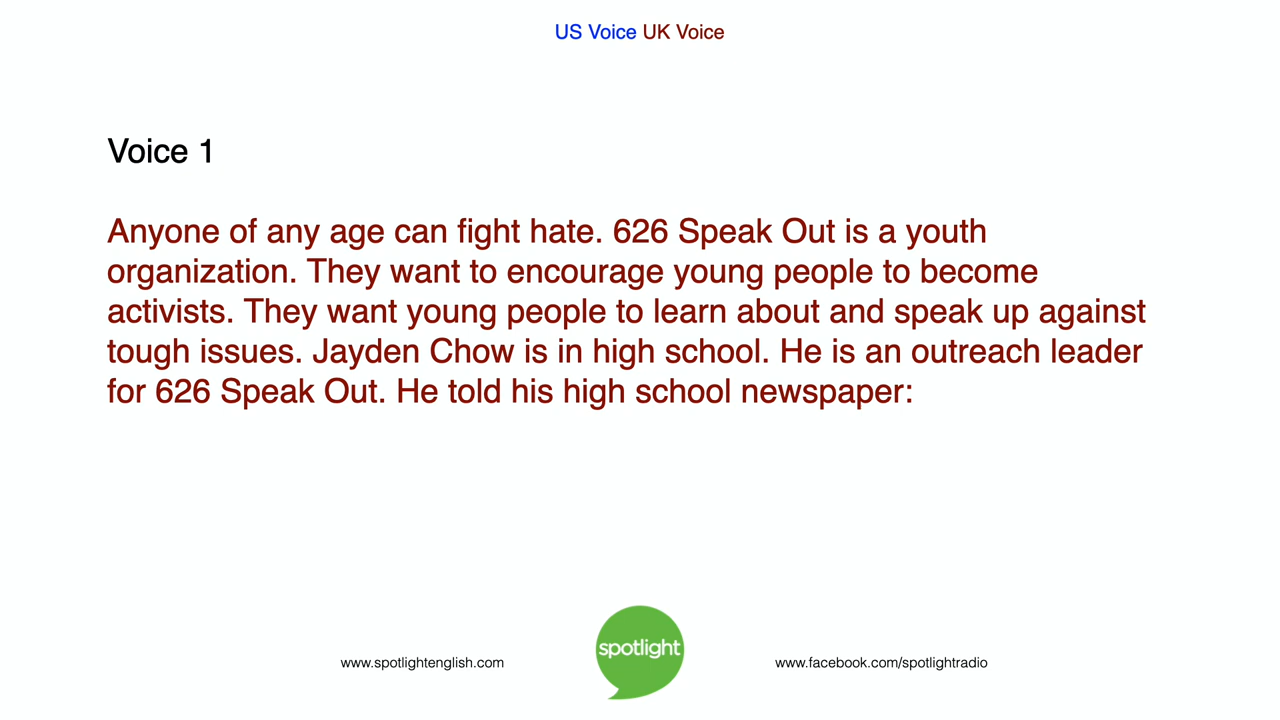 US Voice UK Voice
Voice 1
Anyone of any age can fight hate. 626 Speak Out is a youth
organization. They want to encourage young people to become
activists. They want young people to learn about and speak up against
tough issues. Jayden Chow is in high school. He is an outreach leader
for 626 Speak Out. He told his high school newspaper:
www.spotlightenglish.com
spotlight
www.facebook.com/spotlightradio